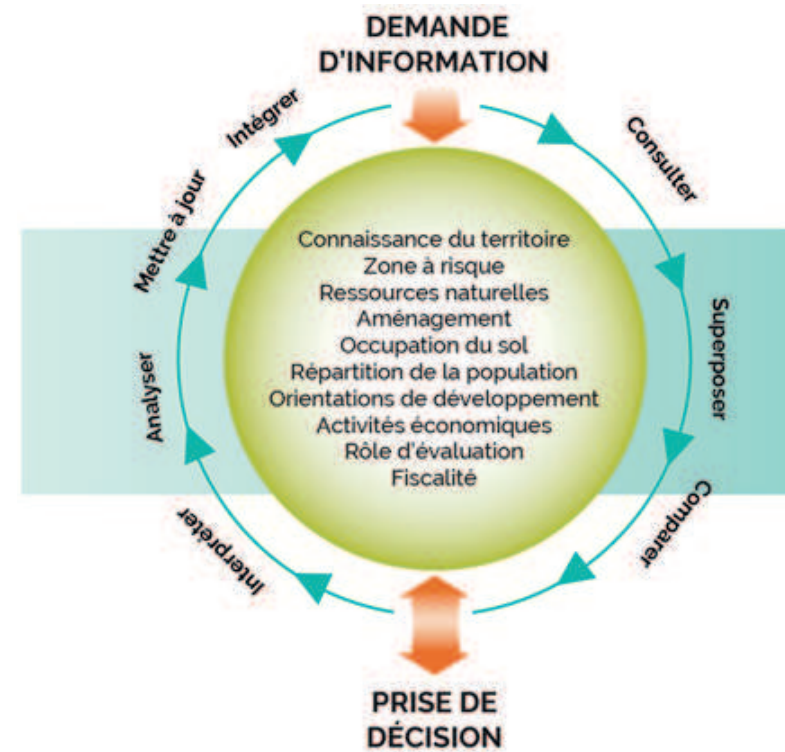 DEMANDE
D'INFORMATION
Consulter
Superposer
Comparer
Interpréter
Analyser
Mettre à jour
Intégrer
Connaissance du territoire
Zone à risque
Ressources naturelles
Aménagement
Occupation du sol
Répartition de la population
Orientations de développement
Activités économiques
Rôle d'évaluation
Fiscalité
PRISE DE
DÉCISION